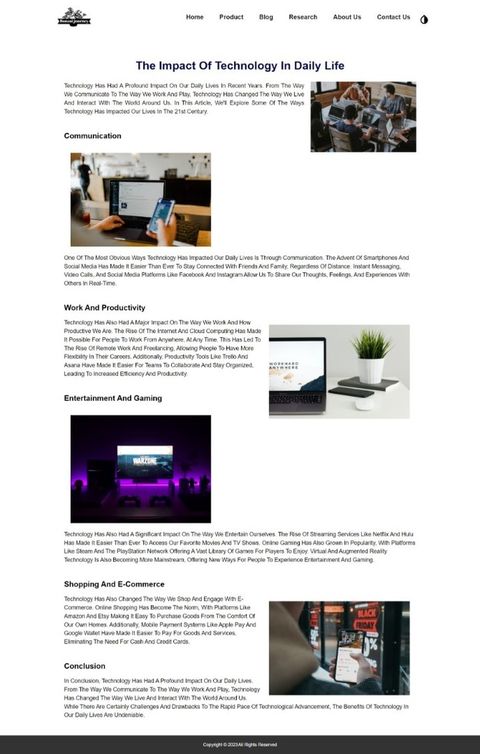 Home Product Blog Research About Us Contact Us
The Impact Of Technology In Daily Life
Technology Has Had A Profound Impact On Our Daily Lives In Recent Years. From The Way
We Communicate To The Way We Work And Play, Technology Has Changed The Way We Live
And Interact With The World Around Us. In This Article, We'll Explore Some Of The Ways
Technology Has Impacted Our Lives In The 21st Century.
Communication
One Of The Most Obvious Ways Technology Has Impacted Our Daily Lives Is Through Communication. The Advent Of Smartphones And
Social Media Has Made It Easier Than Ever To Stay Connected With Friends And Family, Regardless Of Distance. Instant Messaging,
Video Calls, And Social Media Platforms Like Facebook And Instagram Allow Us To Share Our Thoughts, Feelings, And Experiences With
Others In Real-Time.
Work And Productivity
Technology Has Also Had A Major Impact On The Way We Work And How
Productive We Are. The Rise Of The Internet And Cloud Computing Has Made
It Possible For People To Work From Anywhere, At Any Time. This Has Led To
The Rise Of Remote Work And Freelancing, Allowing People To Have More
Flexibility In Their Careers. Additionally, Productivity Tools Like Trello And
Asana Have Made It Easier For Teams To Collaborate And Stay Organized,
Leading To Increased Efficiency And Productivity.
WORK HARD
ANYWHERE
Entertainment And Gaming
WARZONE
Technology Has Also Had A Significant Impact On The Way We Entertain Ourselves. The Rise Of Streaming Services Like Netflix And Hulu
Has Made It Easier Than Ever To Access Our Favorite Movies And TV Shows. Online Gaming Has Also Grown In Popularity, With Platforms
Like Steam And The PlayStation Network Offering A Vast Library Of Games For Players To Enjoy. Virtual And Augmented Reality
Technology Is Also Becoming More Mainstream, Offering New Ways For People To Experience Entertainment And Gaming.
Shopping And E-Commerce
Technology Has Also Changed The Way We Shop And Engage With E-
Commerce. Online Shopping Has Become The Norm, With Platforms Like
Amazon And Etsy Making It Easy To Purchase Goods From The Comfort Of
Our Own Homes. Additionally, Mobile Payment Systems Like Apple Pay And
Google Wallet Have Made It Easier To Pay For Goods And Services,
Eliminating The Need For Cash And Credit Cards.
BLACK
FRIDAY
Conclusion
In Conclusion, Technology Has Had A Profound Impact On Our Daily Lives.
From The Way We Communicate To The Way We Work And Play, Technology
Has Changed The Way We Live And Interact With The World Around Us.
While There Are Certainly Challenges And Drawbacks To The Rapid Pace Of Technological Advancement, The Benefits Of Technology In
Our Daily Lives Are Undeniable.
Copyright © 2023 All Rights Reserved